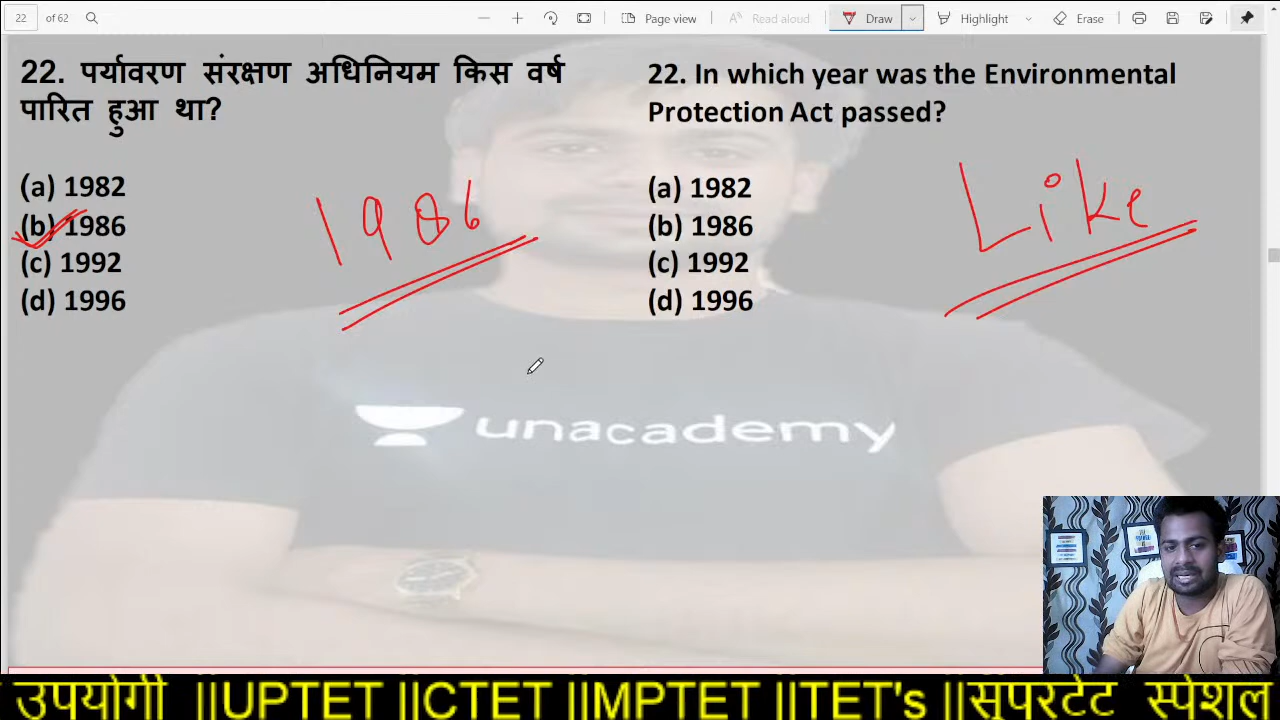 22 of 62 Page view Read aloud Draw Highlight Erase
22. पर्यावरण संरक्षण अधिनियम किस वर्ष
पारित हुआ था?
(a) 1982
(b) 1986
(c) 1992
(d) 1996
1986
22. In which year was the Environmental
Protection Act passed?
(a) 1982
(b) 1986
(c) 1992
(d) 1996
Like
unacademy
उपयोगी ||UPTET ||CTET ||MPTET ||TET's ||सुपरटेट स्पेशल